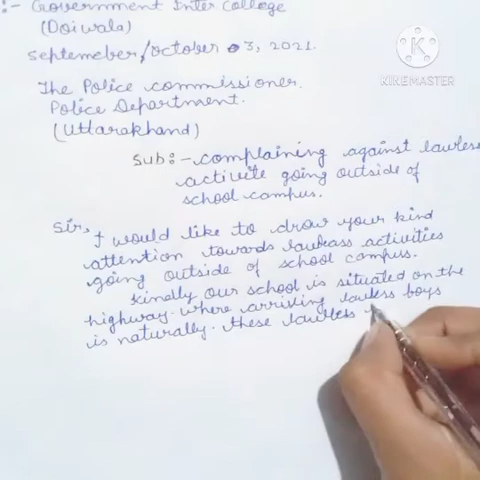 :- Government Inter College
(Doiwala)
Septemeber/October 3, 2021.
The Police commissioner.
Police Department.
(Uttarakhand)
Sub:- complaining against lawless
activite going outside of
school campus.
Sir,
I would like to draw your kind
attention towards lawless activities
going outside of school campus.
kinally our school is situated on the
highway. where arriving lawless boys
is naturally. these lawless
KINEMASTER